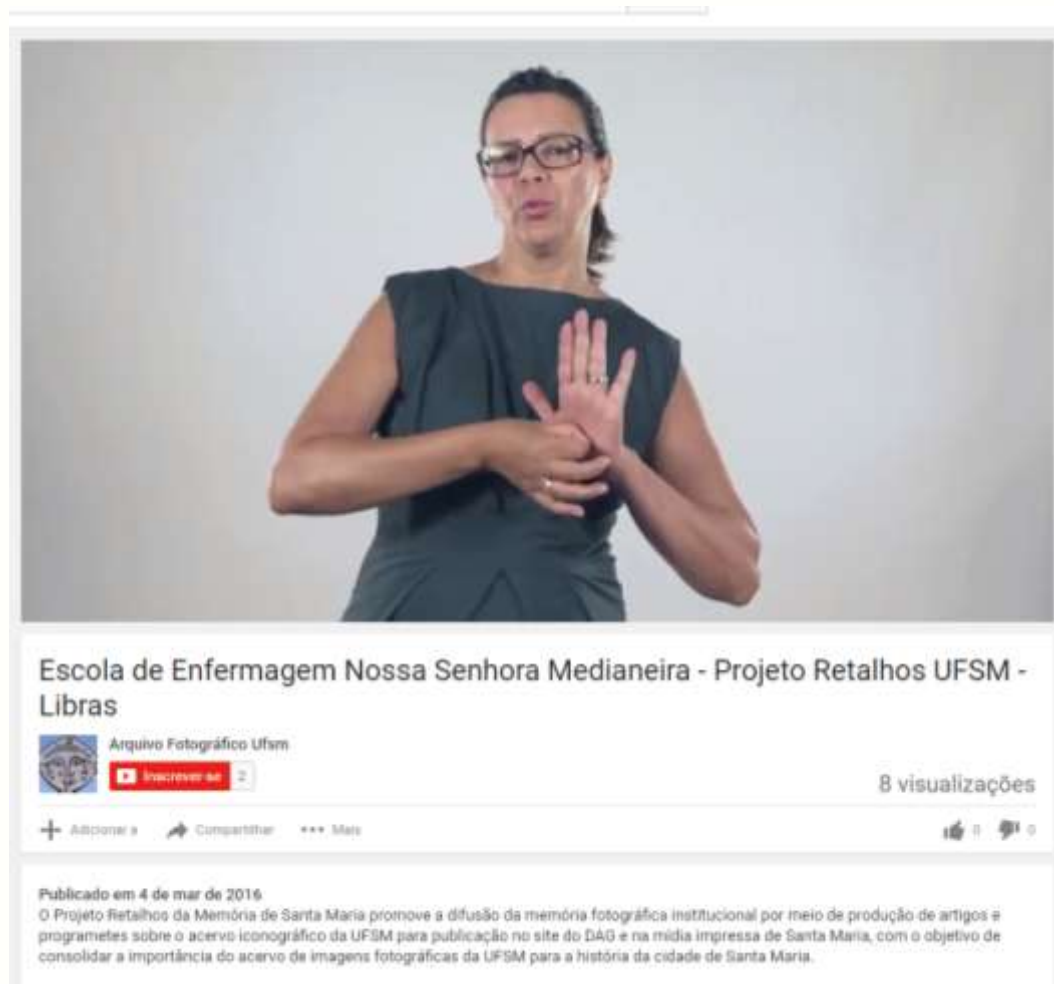 Escola de Enfermagem Nossa Senhora Medianeira - Projeto Retalhos UFSM -
Libras
Arquivo Fotográfico Ufsm
Inscrever-se 2
8 visualizações
Adicionar a Compartilhar Mais 0 0
Publicado em 4 de mar de 2016
O Projeto Retalhos da Memória de Santa Maria promove a difusão da memória fotográfica institucional por meio de produção de artigos e
programetes sobre o acervo iconográfico da UFSM para publicação no site do DAG e na mídia impressa de Santa Maria, com o objetivo de
consolidar a importância do acervo de imagens fotográficas da UFSM para a história da cidade de Santa Maria.